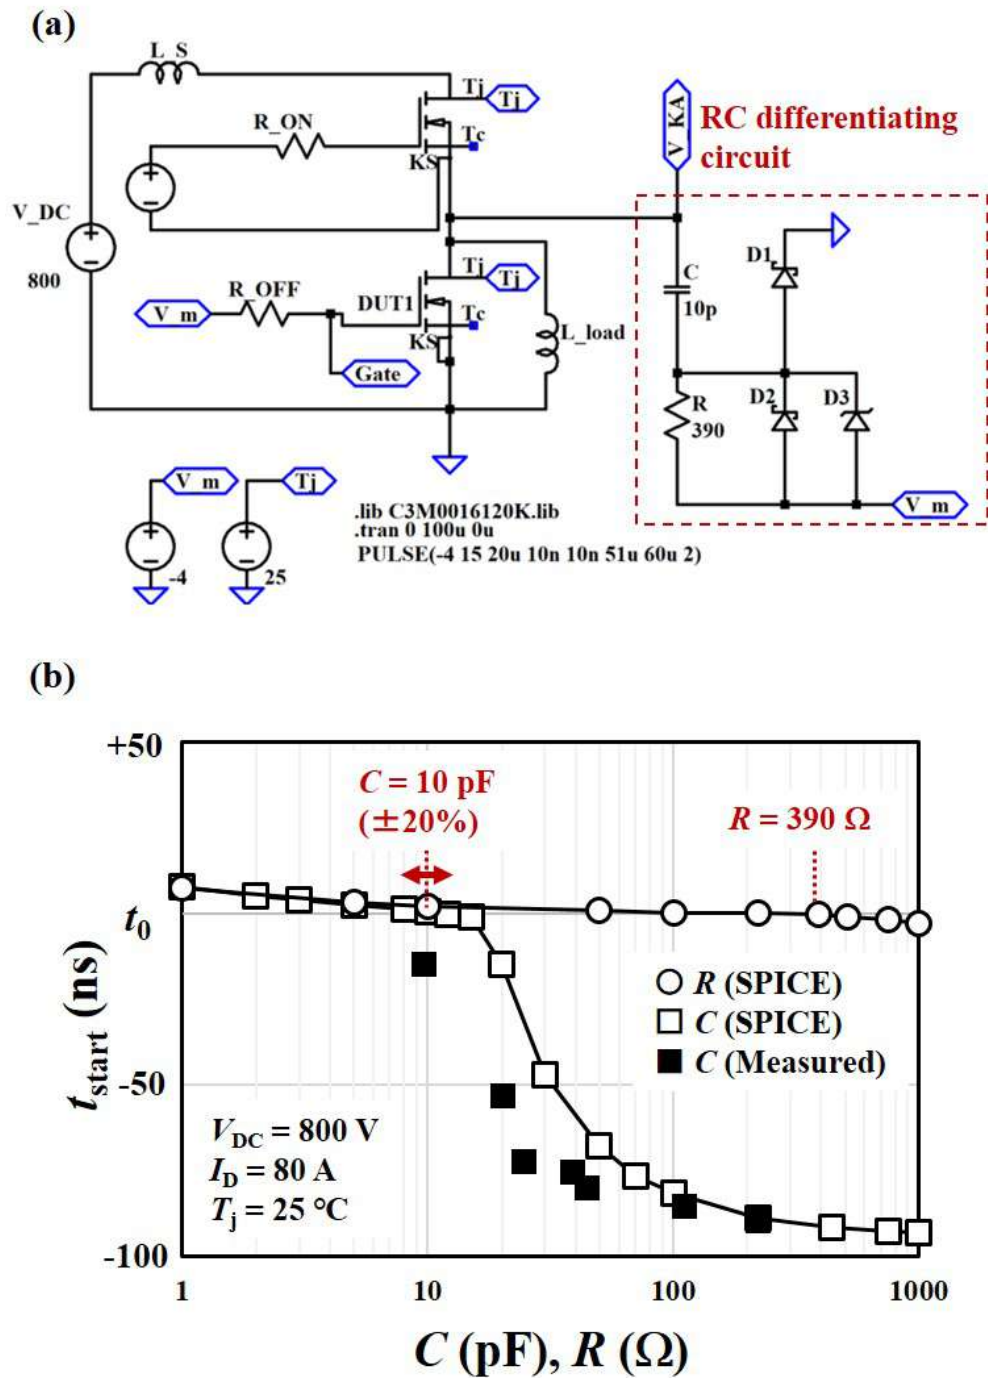 (a)
L_S
Tj
Tj
R_ON
Tc
KS
V_KA
RC differentiating
circuit
V_DC
800
Tj
Tj
R_OFF
DUT1
V_m
Tc
KS
Gate
L_load
C
10p
D1
R
390
D2
D3
V_m
V_m
Tj
-4
25
.lib C3M0016120K.lib
.tran 0 100u 0u
PULSE(-4 15 20u 10n 10n 51u 60u 2)
(b)
+50
t0
-50
-100
tstart (ns)
C = 10 pF
(±20%)
R = 390 Ω
R (SPICE)
C (SPICE)
C (Measured)
VDC = 800 V
ID = 80 A
Tj = 25 °C
1
10
100
1000
C (pF), R (Ω)